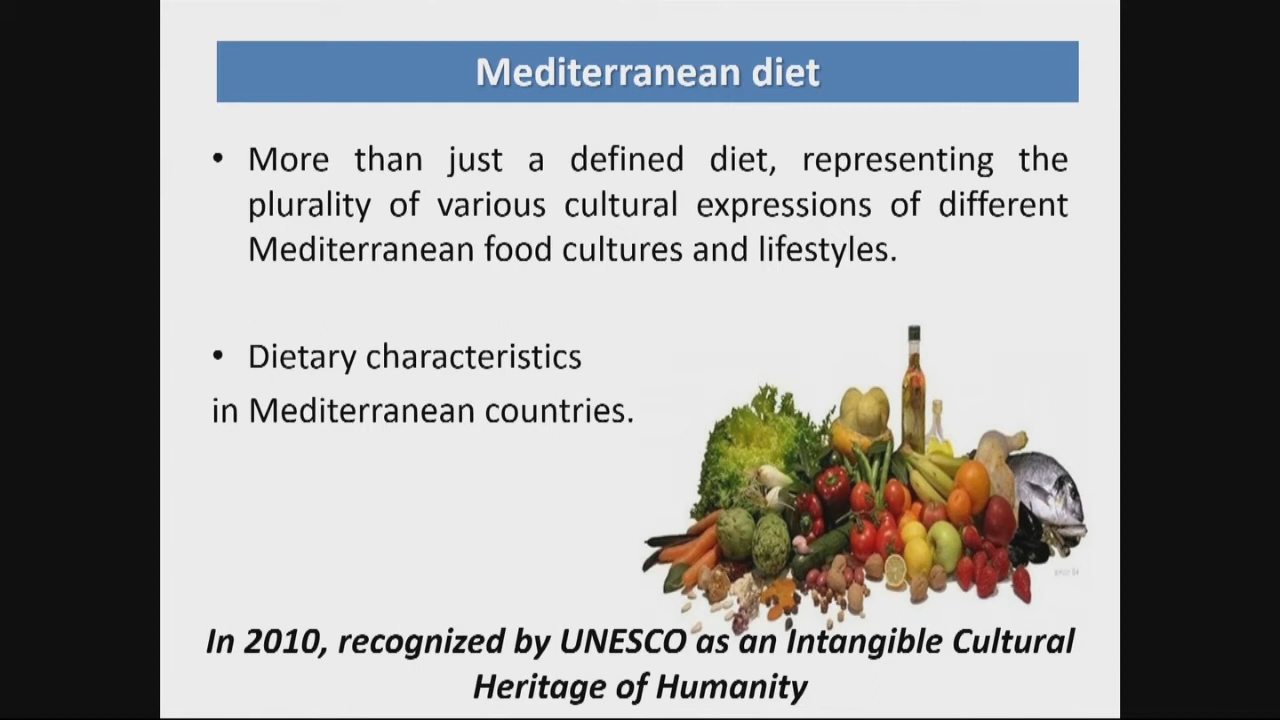 Mediterranean diet
• More than just a defined diet, representing the
plurality of various cultural expressions of different
Mediterranean food cultures and lifestyles.
• Dietary characteristics
in Mediterranean countries.
In 2010, recognized by UNESCO as an Intangible Cultural
Heritage of Humanity